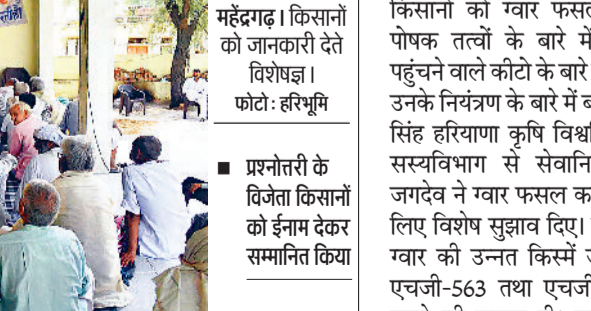 महेंद्रगढ़। किसानों
को जानकारी देते
विशेषज्ञ।
फोटो : हरिभूमि
■ प्रश्नोत्तरी के
विजेता किसानों
को ईनाम देकर
सम्मानित किया
किसानों को ग्वार
पोषक तत्वों के बारे
पहुंचने वाले कीटो के बारे
उनके नियंत्रण के बारे में
सिंह हरियाणा कृषि
सस्यविभाग से
जगदेव ने ग्वार फसल
लिए विशेष सुझाव दिए।
ग्वार की उन्नत किस्में
एचजी-563 तथा एचजी